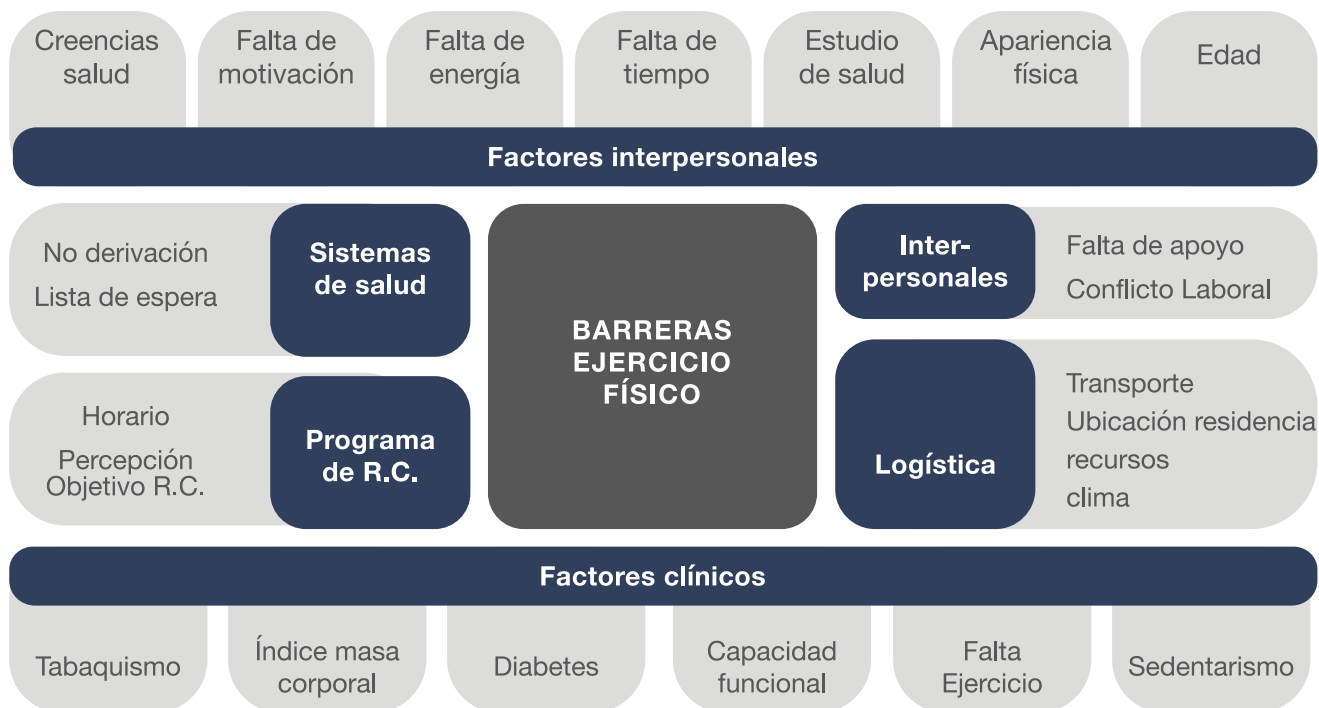 Creencias
salud
Falta de
motivación
Falta de
energía
Falta de
tiempo
Estudio
de salud
Apariencia
física
Edad
Factores interpersonales
No derivación
Lista de espera
Sistemas
de salud
Horario
Percepción
Objetivo R.C.
Programa
de R.C.
BARRERAS
EJERCICIO
FÍSICO
Inter-
personales
Falta de apoyo
Conflicto Laboral
Logística
Transporte
Ubicación residencia
recursos
clima
Factores clínicos
Tabaquismo
Índice masa
corporal
Diabetes
Capacidad
funcional
Falta
Ejercicio
Sedentarismo